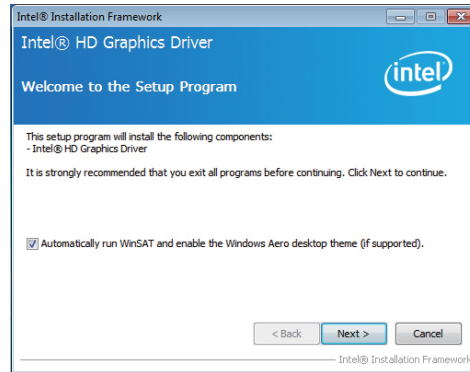 Intel® Installation Framework
Intel® HD Graphics Driver
Welcome to the Setup Program
intel
This setup program will install the following components:
- Intel® HD Graphics Driver
It is strongly recommended that you exit all programs before continuing. Click Next to continue.
Automatically run WinSAT and enable the Windows Aero desktop theme (if supported).
< Back Next > Cancel
Intel® Installation Framework